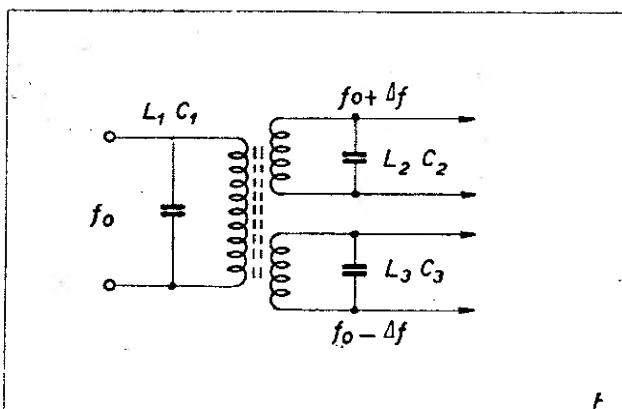 L₁ C₁
fo + Δf
L₂ C₂
fo
L₃ C₃
fo − Δf